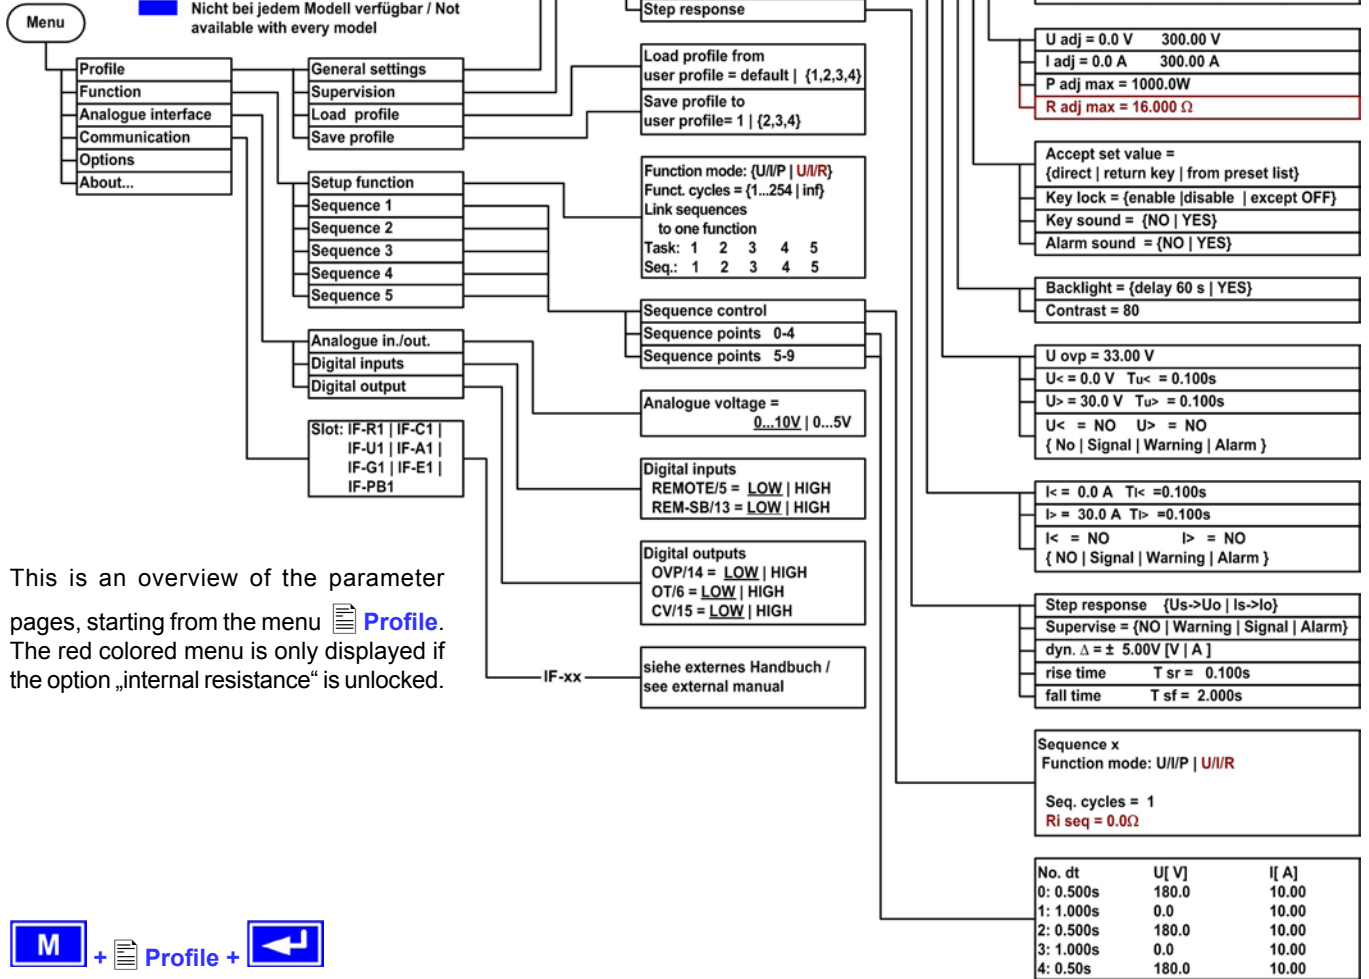 Menu
Nicht bei jedem Modell verfügbar / Not
available with every model
Profile
Function
Analogue interface
Communication
Options
About...
General settings
Supervision
Load profile
Save profile
Setup function
Sequence 1
Sequence 2
Sequence 3
Sequence 4
Sequence 5
Analogue in./out.
Digital inputs
Digital output
Slot: IF-R1 | IF-C1 |
IF-U1 | IF-A1 |
IF-G1 | IF-E1 |
IF-PB1
This is an overview of the parameter
pages, starting from the menu Profile.
The red colored menu is only displayed if
the option „internal resistance“ is unlocked.
M + Profile +
Step response
Load profile from
user profile = default | {1,2,3,4}
Save profile to
user profile= 1 | {2,3,4}
Function mode: {U/I/P | U/I/R}
Funct. cycles = {1...254 | inf}
Link sequences
to one function
Task: 1 2 3 4 5
Seq.: 1 2 3 4 5
Sequence control
Sequence points 0-4
Sequence points 5-9
Analogue voltage =
0...10V | 0...5V
Digital inputs
REMOTE/5 = LOW | HIGH
REM-SB/13 = LOW | HIGH
Digital outputs
OVP/14 = LOW | HIGH
OT/6 = LOW | HIGH
CV/15 = LOW | HIGH
IF-xx
siehe externes Handbuch /
see external manual
U adj = 0.0 V 300.00 V
I adj = 0.0 A 300.00 A
P adj max = 1000.0W
R adj max = 16.000 Ω
Accept set value =
{direct | return key | from preset list}
Key lock = {enable |disable | except OFF}
Key sound = {NO | YES}
Alarm sound = {NO | YES}
Backlight = {delay 60 s | YES}
Contrast = 80
U ovp = 33.00 V
U< = 0.0 V Tu< = 0.100s
U> = 30.0 V Tu> = 0.100s
U< = NO U> = NO
{ No | Signal | Warning | Alarm }
I< = 0.0 A TI< =0.100s
I> = 30.0 A TI> =0.100s
I< = NO I> = NO
{ NO | Signal | Warning | Alarm }
Step response {Us->Uo | Is->Io}
Supervise = {NO | Warning | Signal | Alarm}
dyn. Δ = ± 5.00V [V | A ]
rise time T sr = 0.100s
fall time T sf = 2.000s
Sequence x
Function mode: U/I/P | U/I/R
Seq. cycles = 1
Ri seq = 0.0Ω
No. dt U[ V] I[ A]
0: 0.500s 180.0 10.00
1: 1.000s 0.0 10.00
2: 0.500s 180.0 10.00
3: 1.000s 0.0 10.00
4: 0.50s 180.0 10.00